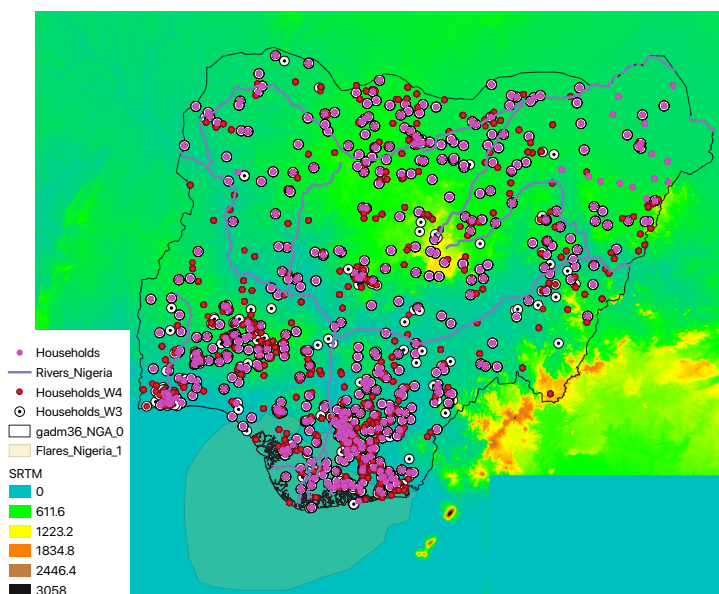 Households
Rivers_Nigeria
Households_W4
Households_W3
gadm36_NGA_0
Flares_Nigeria_1
SRTM
0
611.6
1223.2
1834.8
2446.4
3058